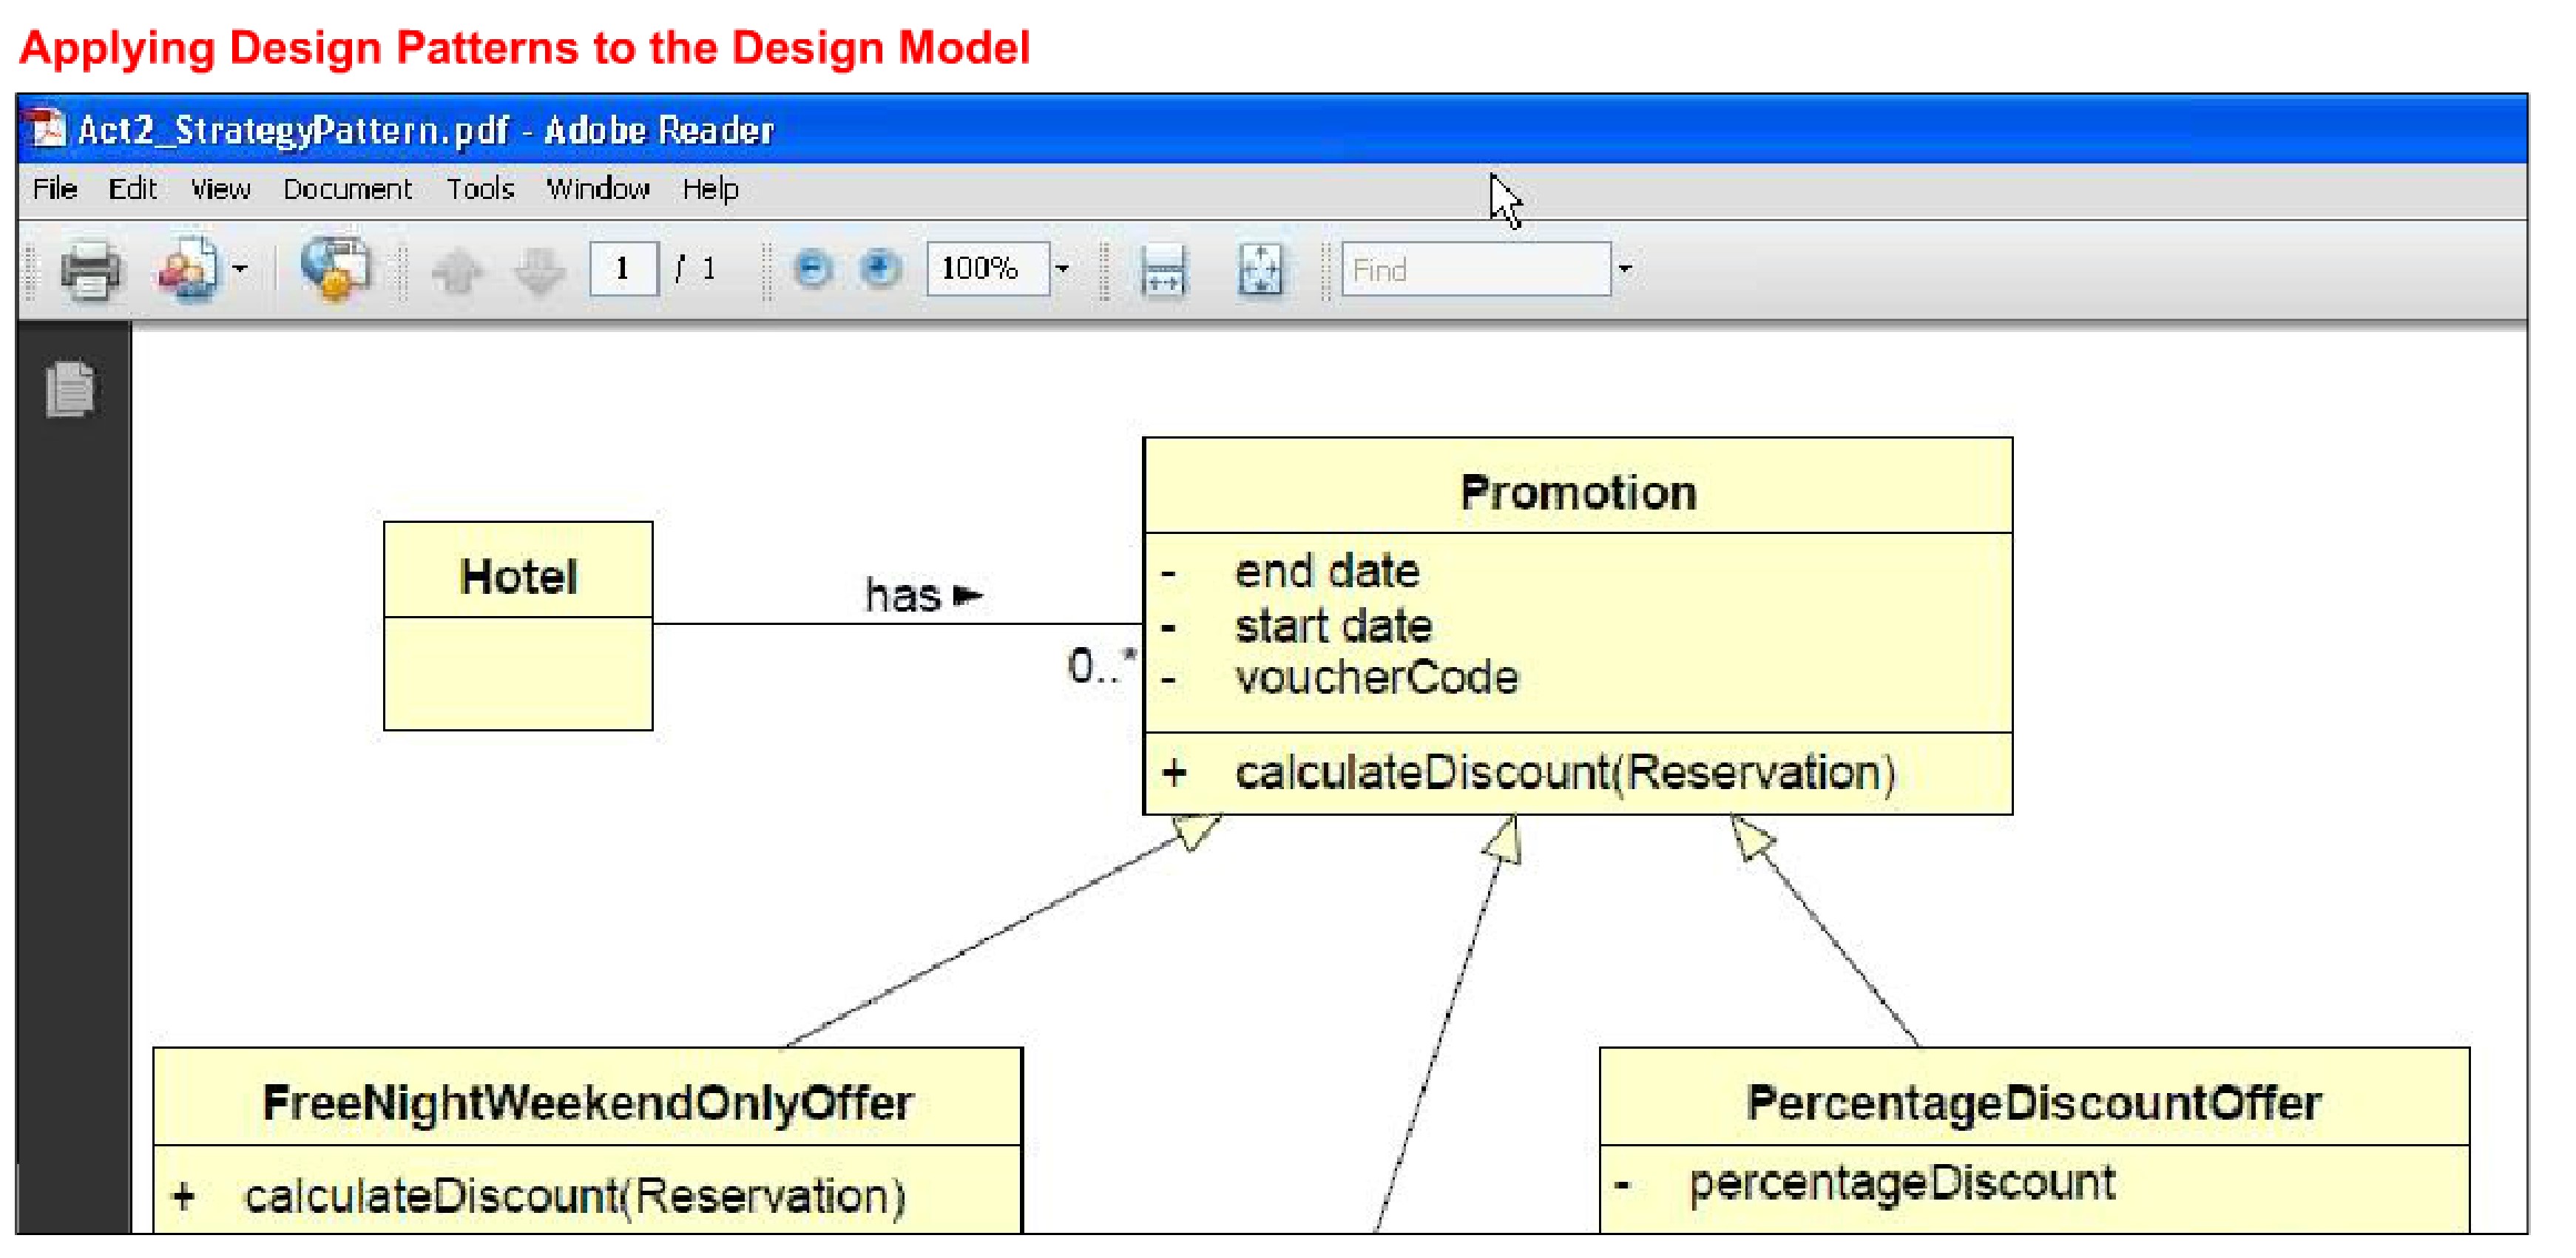 Applying Design Patterns to the Design Model
Act2_StrategyPattern.pdf - Adobe Reader
File Edit View Document Tools Window Help
1 / 1 100% Find
Promotion
Hotel
has ►
0..*
- end date
- start date
- voucherCode
+ calculateDiscount(Reservation)
FreeNightWeekendOnlyOffer
+ calculateDiscount(Reservation)
PercentageDiscountOffer
- percentageDiscount